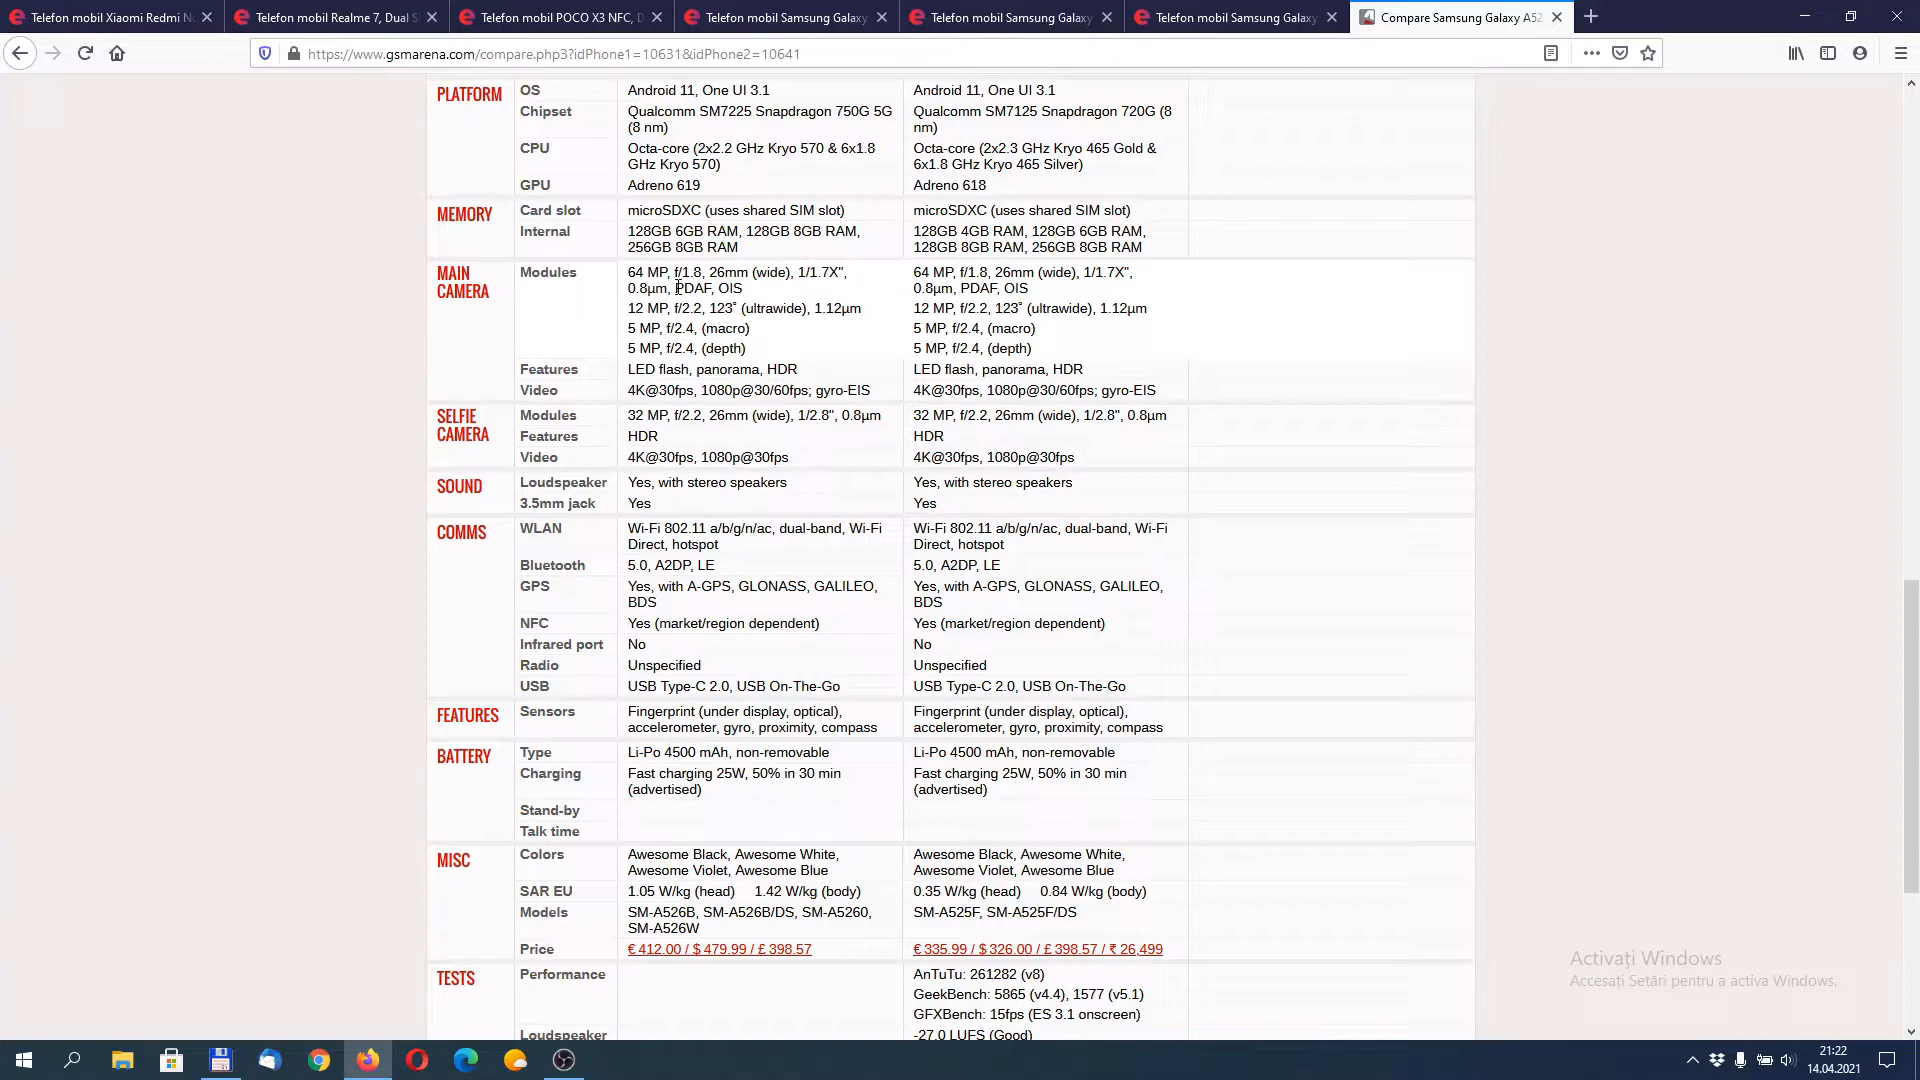 Telefon mobil Xiaomi Redmi N
Telefon mobil Realme 7, Dual S
Telefon mobil POCO X3 NFC, D
Telefon mobil Samsung Galaxy
Telefon mobil Samsung Galaxy
Telefon mobil Samsung Galaxy
Compare Samsung Galaxy A52
https://www.gsmarena.com/compare.php3?idPhone1=10631&idPhone2=10641
PLATFORM
OS
Android 11, One UI 3.1
Android 11, One UI 3.1
Chipset
Qualcomm SM7225 Snapdragon 750G 5G
(8 nm)
Qualcomm SM7125 Snapdragon 720G (8
nm)
CPU
Octa-core (2x2.2 GHz Kryo 570 & 6x1.8
GHz Kryo 570)
Octa-core (2x2.3 GHz Kryo 465 Gold &
6x1.8 GHz Kryo 465 Silver)
GPU
Adreno 619
Adreno 618
MEMORY
Card slot
microSDXC (uses shared SIM slot)
microSDXC (uses shared SIM slot)
Internal
128GB 6GB RAM, 128GB 8GB RAM,
256GB 8GB RAM
128GB 4GB RAM, 128GB 6GB RAM,
128GB 8GB RAM, 256GB 8GB RAM
MAIN
CAMERA
Modules
64 MP, f/1.8, 26mm (wide), 1/1.7X",
0.8µm, PDAF, OIS
12 MP, f/2.2, 123˚ (ultrawide), 1.12µm
5 MP, f/2.4, (macro)
5 MP, f/2.4, (depth)
64 MP, f/1.8, 26mm (wide), 1/1.7X",
0.8µm, PDAF, OIS
12 MP, f/2.2, 123˚ (ultrawide), 1.12µm
5 MP, f/2.4, (macro)
5 MP, f/2.4, (depth)
Features
LED flash, panorama, HDR
LED flash, panorama, HDR
Video
4K@30fps, 1080p@30/60fps; gyro-EIS
4K@30fps, 1080p@30/60fps; gyro-EIS
SELFIE
CAMERA
Modules
32 MP, f/2.2, 26mm (wide), 1/2.8", 0.8µm
32 MP, f/2.2, 26mm (wide), 1/2.8", 0.8µm
Features
HDR
HDR
Video
4K@30fps, 1080p@30fps
4K@30fps, 1080p@30fps
SOUND
Loudspeaker
Yes, with stereo speakers
Yes, with stereo speakers
3.5mm jack
Yes
Yes
COMMS
WLAN
Wi-Fi 802.11 a/b/g/n/ac, dual-band, Wi-Fi
Direct, hotspot
Wi-Fi 802.11 a/b/g/n/ac, dual-band, Wi-Fi
Direct, hotspot
Bluetooth
5.0, A2DP, LE
5.0, A2DP, LE
GPS
Yes, with A-GPS, GLONASS, GALILEO,
BDS
Yes, with A-GPS, GLONASS, GALILEO,
BDS
NFC
Yes (market/region dependent)
Yes (market/region dependent)
Infrared port
No
No
Radio
Unspecified
Unspecified
USB
USB Type-C 2.0, USB On-The-Go
USB Type-C 2.0, USB On-The-Go
FEATURES
Sensors
Fingerprint (under display, optical),
accelerometer, gyro, proximity, compass
Fingerprint (under display, optical),
accelerometer, gyro, proximity, compass
BATTERY
Type
Li-Po 4500 mAh, non-removable
Li-Po 4500 mAh, non-removable
Charging
Fast charging 25W, 50% in 30 min
(advertised)
Fast charging 25W, 50% in 30 min
(advertised)
Stand-by
Talk time
MISC
Colors
Awesome Black, Awesome White,
Awesome Violet, Awesome Blue
Awesome Black, Awesome White,
Awesome Violet, Awesome Blue
SAR EU
1.05 W/kg (head) 1.42 W/kg (body)
0.35 W/kg (head) 0.84 W/kg (body)
Models
SM-A526B, SM-A526B/DS, SM-A5260,
SM-A526W
SM-A525F, SM-A525F/DS
Price
€ 412.00 / $ 479.99 / £ 398.57
€ 335.99 / $ 326.00 / £ 398.57 / ₹ 26,499
TESTS
Performance
AnTuTu: 261282 (v8)
GeekBench: 5865 (v4.4), 1577 (v5.1)
GFXBench: 15fps (ES 3.1 onscreen)
Loudspeaker
-27.0 LUFS (Good)
Activați Windows
Accesați Setări pentru a activa Windows.
21:22
14.04.2021